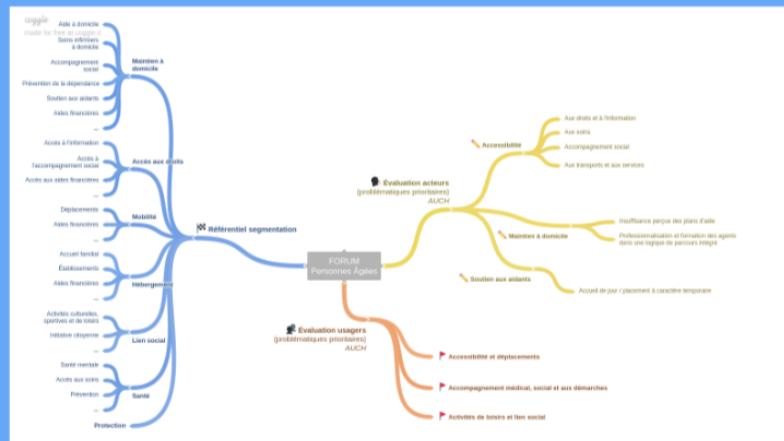 coggle
made for free at coggle.it
Aide à domicile
Soins infirmiers
à domicile
Accompagnement
social
Prévention de la dépendance
Soutien aux aidants
Aides financières
...
Maintien à
domicile
Accès à l'information
Accès à
l'accompagnement social
Accès aux aides financières
...
Accès aux droits
Déplacements
Aides financières
...
Mobilité
Accueil familial
Établissements
Aides financières
...
Hébergement
Activités culturelles,
sportives et de loisirs
Initiative citoyenne
...
Lien social
Santé mentale
Accès aux soins
Prévention
...
Santé
Protection
Référentiel segmentation
FORUM
Personnes Âgées
Évaluation acteurs
(problématiques prioritaires)
AUCH
Accessibilité
Aux droits et à l'information
Aux soins
Accompagnement social
Aux transports et aux services
Maintien à domicile
Insuffisance perçue des plans d'aide
Professionnalisation et formation des agents
dans une logique de parcours intégré
Soutien aux aidants
Accueil de jour / placement à caractère temporaire
Évaluation usagers
(problématiques prioritaires)
AUCH
Accessibilité et déplacements
Accompagnement médical, social et aux démarches
Activités de loisirs et lien social